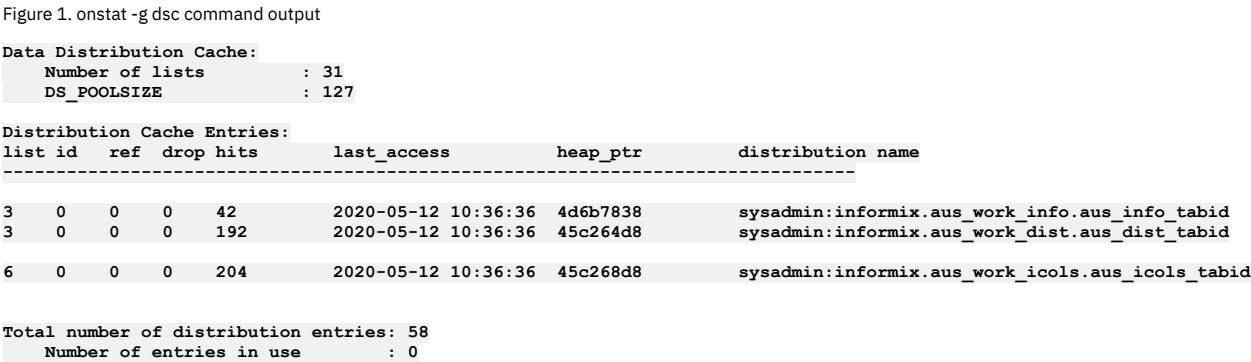 Figure 1. onstat -g dsc command output
Data Distribution Cache:
    Number of lists          : 31
    DS_POOLSIZE              : 127
Distribution Cache Entries:
list id   ref  drop hits       last_access          heap_ptr         distribution name
--------------------------------------------------------------------------------
3    0    0    0    42         2020-05-12 10:36:36  4d6b7838         sysadmin:informix.aus_work_info.aus_info_tabid
3    0    0    0    192        2020-05-12 10:36:36  45c264d8         sysadmin:informix.aus_work_dist.aus_dist_tabid
6    0    0    0    204        2020-05-12 10:36:36  45c268d8         sysadmin:informix.aus_work_icols.aus_icols_tabid
Total number of distribution entries: 58
    Number of entries in use        : 0